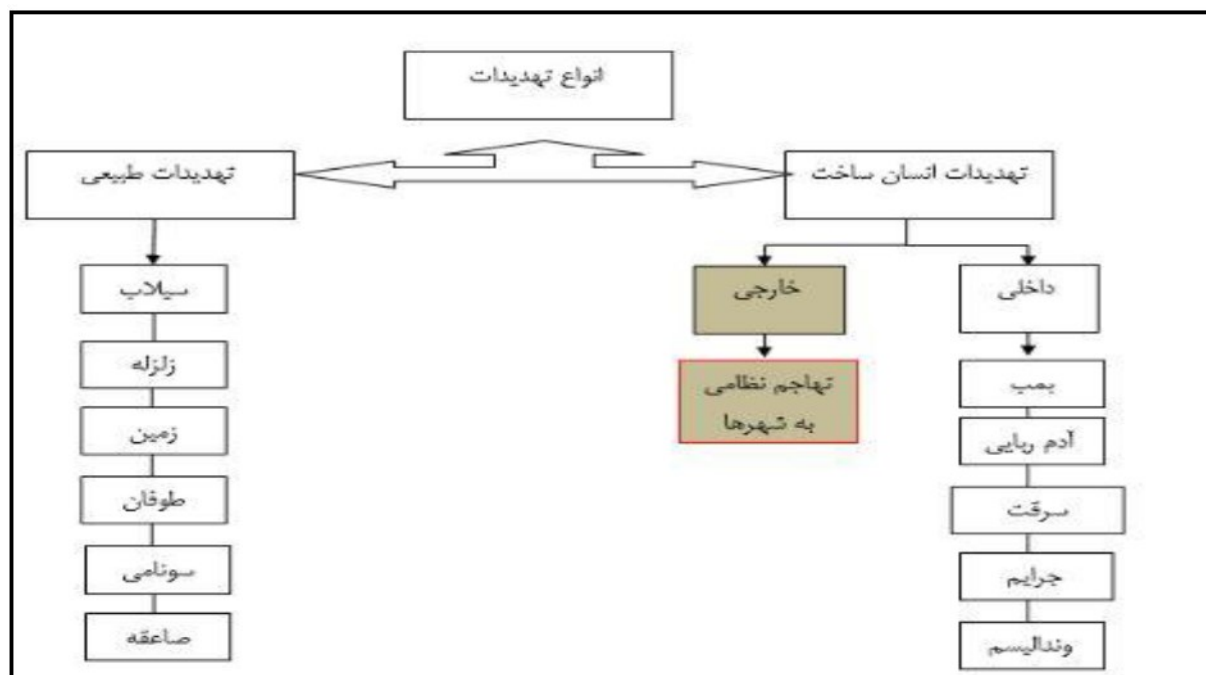 انواع تهدیدات
تهدیدات انسان ساخت
تهدیدات طبیعی
خارجی
داخلی
تهاجم نظامی
به شهرها
بمب
آدم ربایی
سرقت
جرایم
وندالیسم
سیلاب
زلزله
زمین
طوفان
سونامی
صاعقه